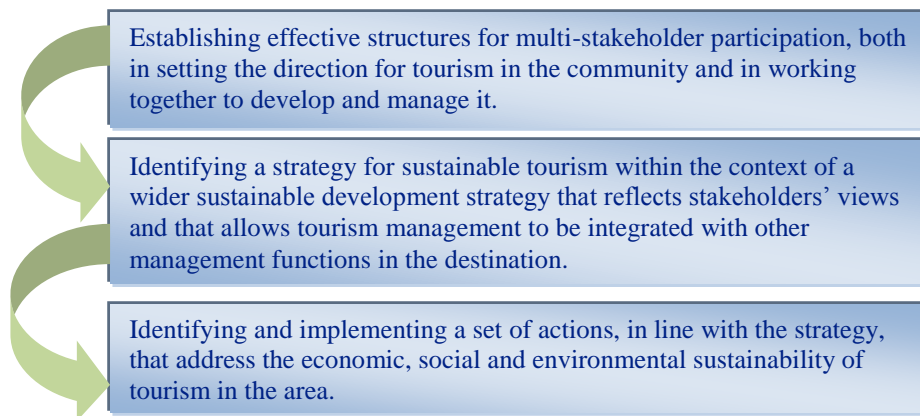 Establishing effective structures for multi-stakeholder participation, both
in setting the direction for tourism in the community and in working
together to develop and manage it.
Identifying a strategy for sustainable tourism within the context of a
wider sustainable development strategy that reflects stakeholders’ views
and that allows tourism management to be integrated with other
management functions in the destination.
Identifying and implementing a set of actions, in line with the strategy,
that address the economic, social and environmental sustainability of
tourism in the area.